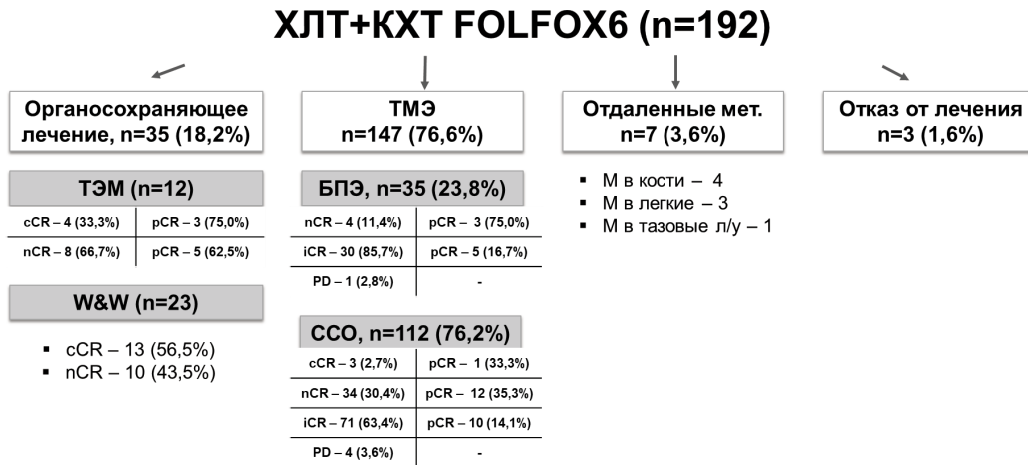 ХЛТ+КХТ FOLFOX6 (n=192)
Органосохраняющее
лечение, n=35 (18,2%)
ТЭМ (n=12)
cCR – 4 (33,3%) pCR – 3 (75,0%)
nCR – 8 (66,7%) pCR – 5 (62,5%)
W&W (n=23)
▪ cCR – 13 (56,5%)
▪ nCR – 10 (43,5%)
ТМЭ
n=147 (76,6%)
БПЭ, n=35 (23,8%)
nCR – 4 (11,4%) pCR – 3 (75,0%)
iCR – 30 (85,7%) pCR – 5 (16,7%)
PD – 1 (2,8%) -
ССО, n=112 (76,2%)
cCR – 3 (2,7%) pCR – 1 (33,3%)
nCR – 34 (30,4%) pCR – 12 (35,3%)
iCR – 71 (63,4%) pCR – 10 (14,1%)
PD – 4 (3,6%) -
Отдаленные мет.
n=7 (3,6%)
▪ М в кости – 4
▪ М в легкие – 3
▪ М в тазовые л/у – 1
Отказ от лечения
n=3 (1,6%)